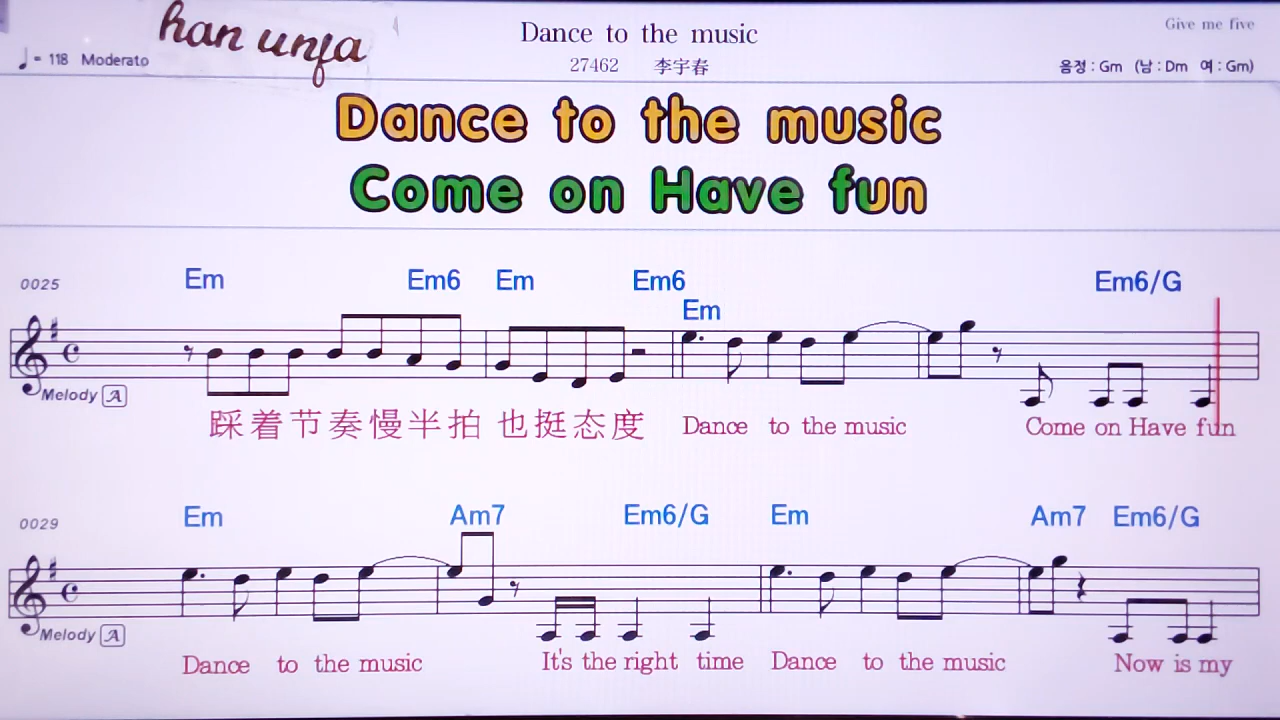 han unfa
Dance to the music
Give me five
♩= 118 Moderato
27462 李宇春
음정 : Gm (남 : Dm 여 : Gm)
Dance to the music
Come on Have fun
0025
Em Em6 Em Em6 Em Em6/G
Melody A
踩着节奏慢半拍 也挺态度 Dance to the music Come on Have fun
0029
Em Am7 Em6/G Em Am7 Em6/G
Melody A
Dance to the music It's the right time Dance to the music Now is my